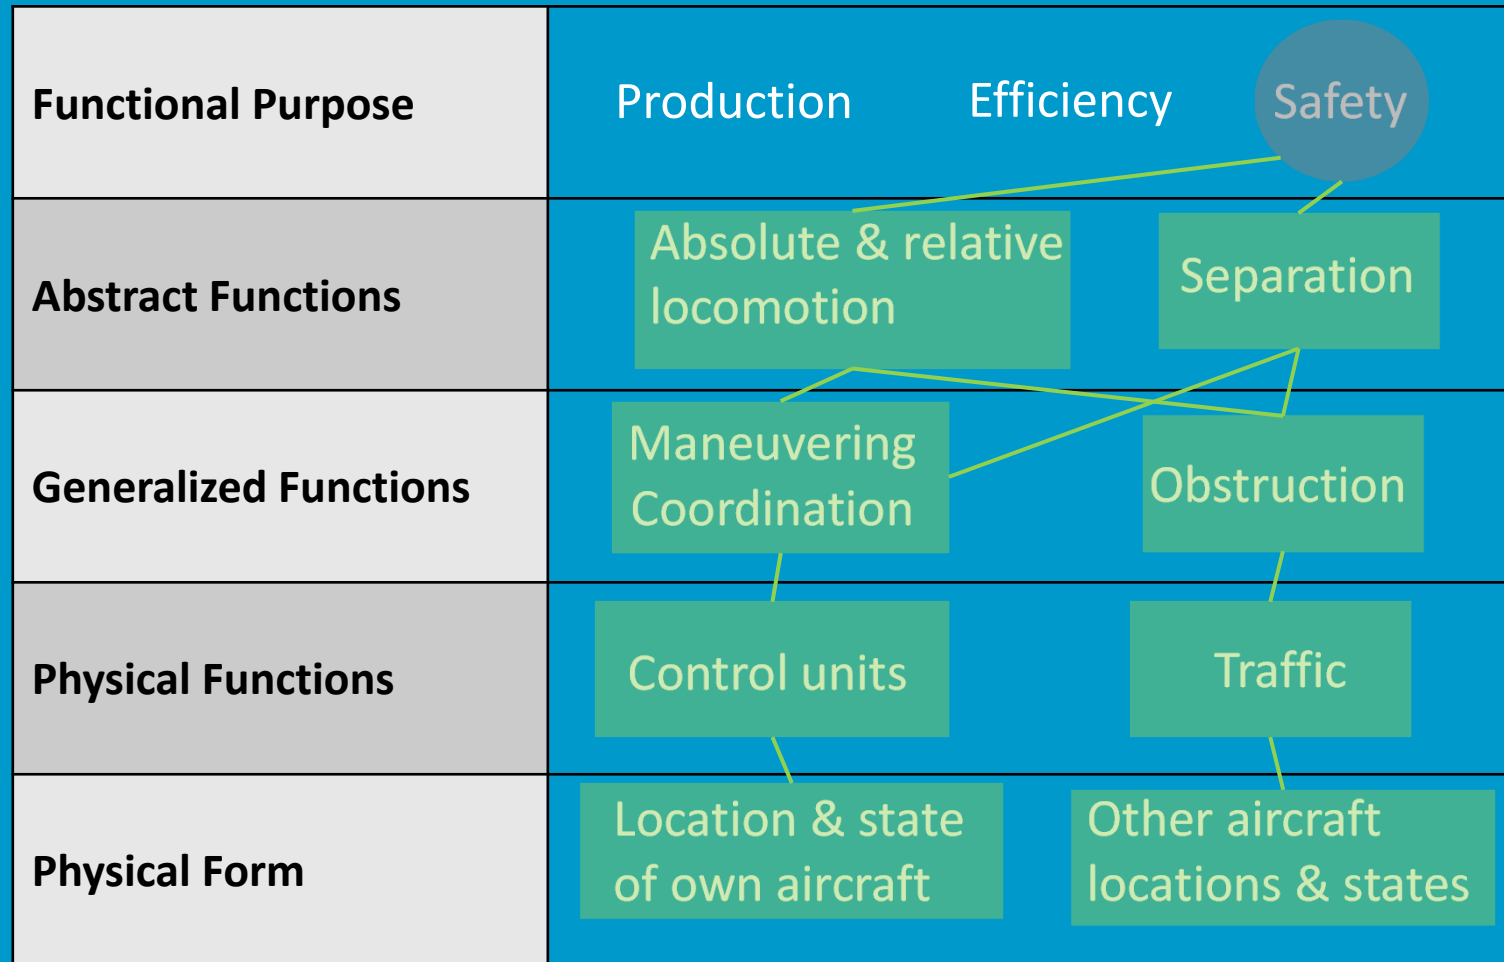 Functional Purpose
Production
Efficiency
Safety
Abstract Functions
Absolute & relative
locomotion
Separation
Generalized Functions
Maneuvering
Coordination
Obstruction
Physical Functions
Control units
Traffic
Physical Form
Location & state
of own aircraft
Other aircraft
locations & states